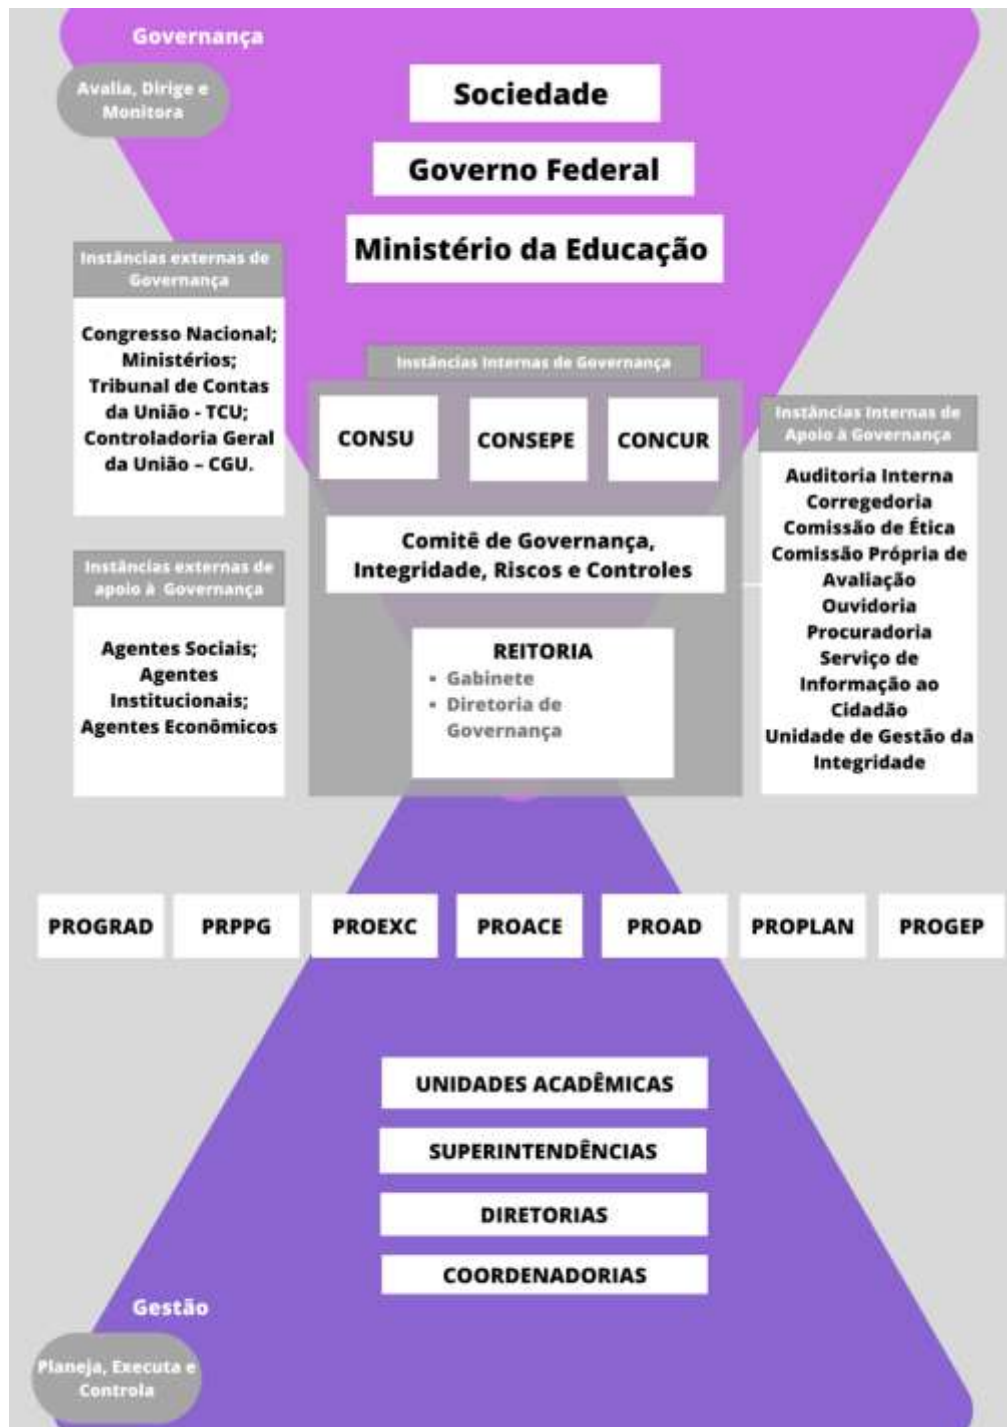 Governança
Avalia, Dirige e
Monitora
Sociedade
Governo Federal
Ministério da Educação
Instâncias externas de
Governança
Congresso Nacional;
Ministérios;
Tribunal de Contas
da União - TCU;
Controladoria Geral
da União – CGU.
Instâncias externas de
apoio à Governança
Agentes Sociais;
Agentes
Institucionais;
Agentes Econômicos
Instâncias Internas de Governança
CONSU
CONSEPE
CONCUR
Comitê de Governança,
Integridade, Riscos e Controles
REITORIA
▪ Gabinete
▪ Diretoria de
Governança
Instâncias Internas de
Apoio à Governança
Auditoria Interna
Corregedoria
Comissão de Ética
Comissão Própria de
Avaliação
Ouvidoria
Procuradoria
Serviço de
Informação ao
Cidadão
Unidade de Gestão da
Integridade
PROGRAD
PRPPG
PROEXC
PROACE
PROAD
PROPLAN
PROGEP
UNIDADES ACADÊMICAS
SUPERINTENDÊNCIAS
DIRETORIAS
COORDENADORIAS
Gestão
Planeja, Executa e
Controla